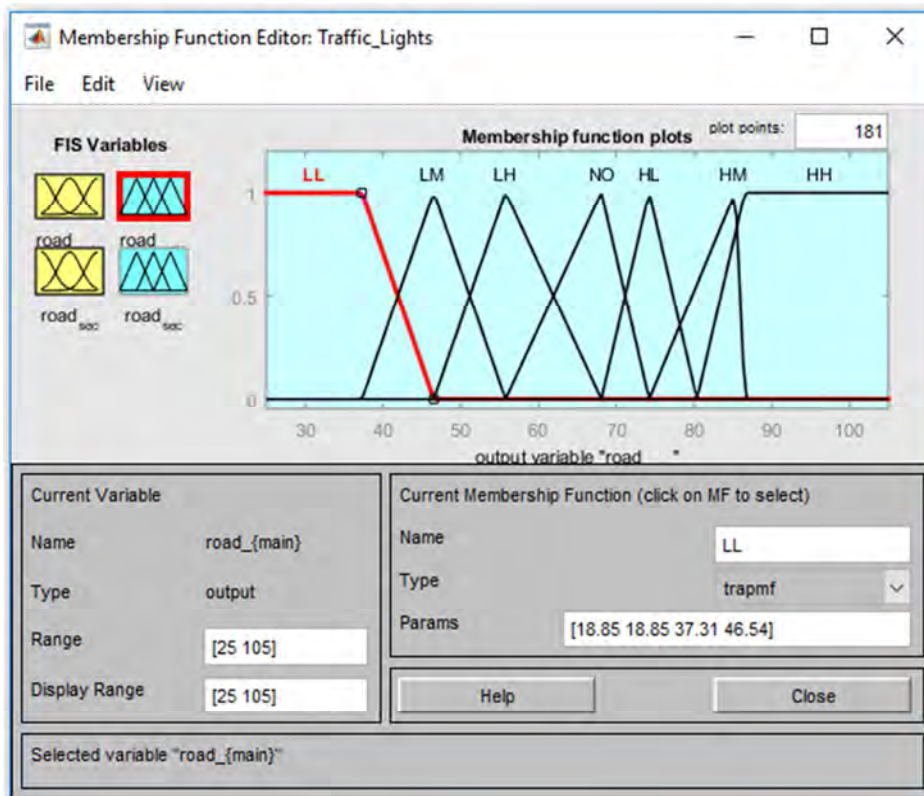 Membership Function Editor: Traffic_Lights
File Edit View
FIS Variables
Membership function plots
plot points:
181
road
road
road_sec
road_sec
LL LM LH NO HL HM HH
1
0.5
0
30 40 50 60 70 80 90 100
output variable "road "
Current Variable
Name road_{main}
Type output
Range [25 105]
Display Range [25 105]
Current Membership Function (click on MF to select)
Name LL
Type trapmf
Params [18.85 18.85 37.31 46.54]
Help Close
Selected variable "road_{main}"